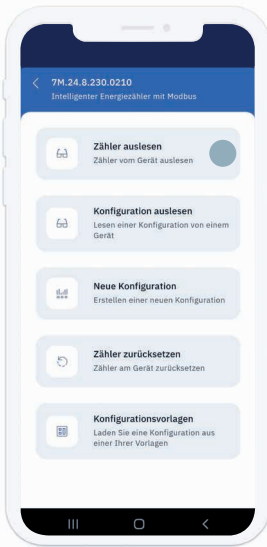 7M.24.8.230.0210
Intelligenter Energiezähler mit Modbus
Zähler auslesen
Zähler vom Gerät auslesen
Konfiguration auslesen
Lesen einer Konfiguration von einem
Gerät
Neue Konfiguration
Erstellen einer neuen Konfiguration
Zähler zurücksetzen
Zähler am Gerät zurücksetzen
Konfigurationsvorlagen
Laden Sie eine Konfiguration aus
einer Ihrer Vorlagen